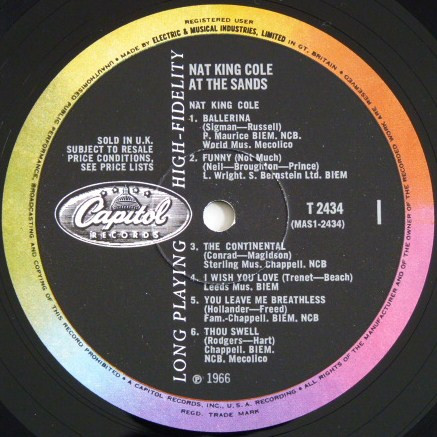 REGISTERED USER
MADE BY ELECTRIC & MUSICAL INDUSTRIES, LIMITED IN GT. BRITAIN
ALL RIGHTS OF THE MANUFACTURER AND OF THE OWNER OF THE RECORDED WORK RESERVED
UNAUTHORISED PUBLIC PERFORMANCE, BROADCASTING AND COPYING OF THIS RECORD PROHIBITED
A CAPITOL RECORDS, INC., U.S.A. RECORDING
REGD. TRADE MARK
LONG PLAYING HIGH-FIDELITY
NAT KING COLE
AT THE SANDS
NAT KING COLE
1. BALLERINA
(Sigman—Russell)
P. Maurice BIEM. NCB.
World Mus. Mecolico
2. FUNNY (Not Much)
(Neil—Broughton—Prince)
L. Wright. S. Bernstein Ltd. BIEM
SOLD IN U.K.
SUBJECT TO RESALE
PRICE CONDITIONS,
SEE PRICE LISTS
Capitol
RECORDS
T 2434
(MAS1-2434)
1
3. THE CONTINENTAL
(Conrad—Magidson)
Sterling Mus. Chappell. NCB
4. I WISH YOU LOVE (Trenet—Beach)
Leeds Mus. BIEM
5. YOU LEAVE ME BREATHLESS
(Hollander—Freed)
Fam.-Chappell. BIEM. NCB
6. THOU SWELL
(Rodgers—Hart)
Chappell. BIEM.
NCB. Mecolico
℗ 1966